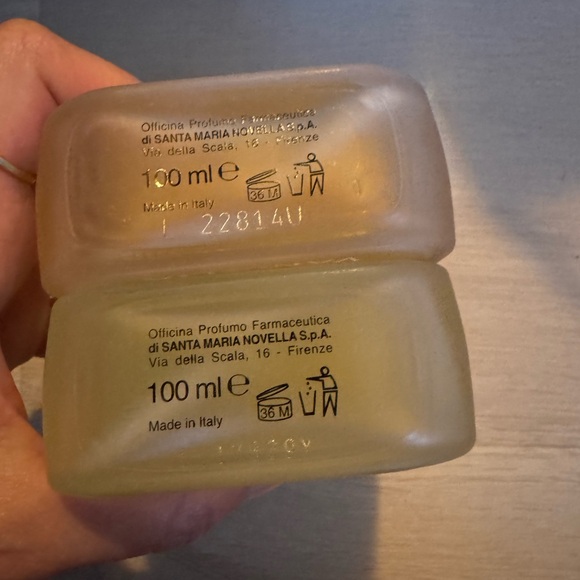 Officina Profumo Farmaceutica
di SANTA MARIA NOVELLA S.p.A.
Via della Scala, 16 - Firenze
100 ml ℮
36 M
Made in Italy
22814U
Officina Profumo Farmaceutica
di SANTA MARIA NOVELLA S.p.A.
Via della Scala, 16 - Firenze
100 ml ℮
36 M
Made in Italy